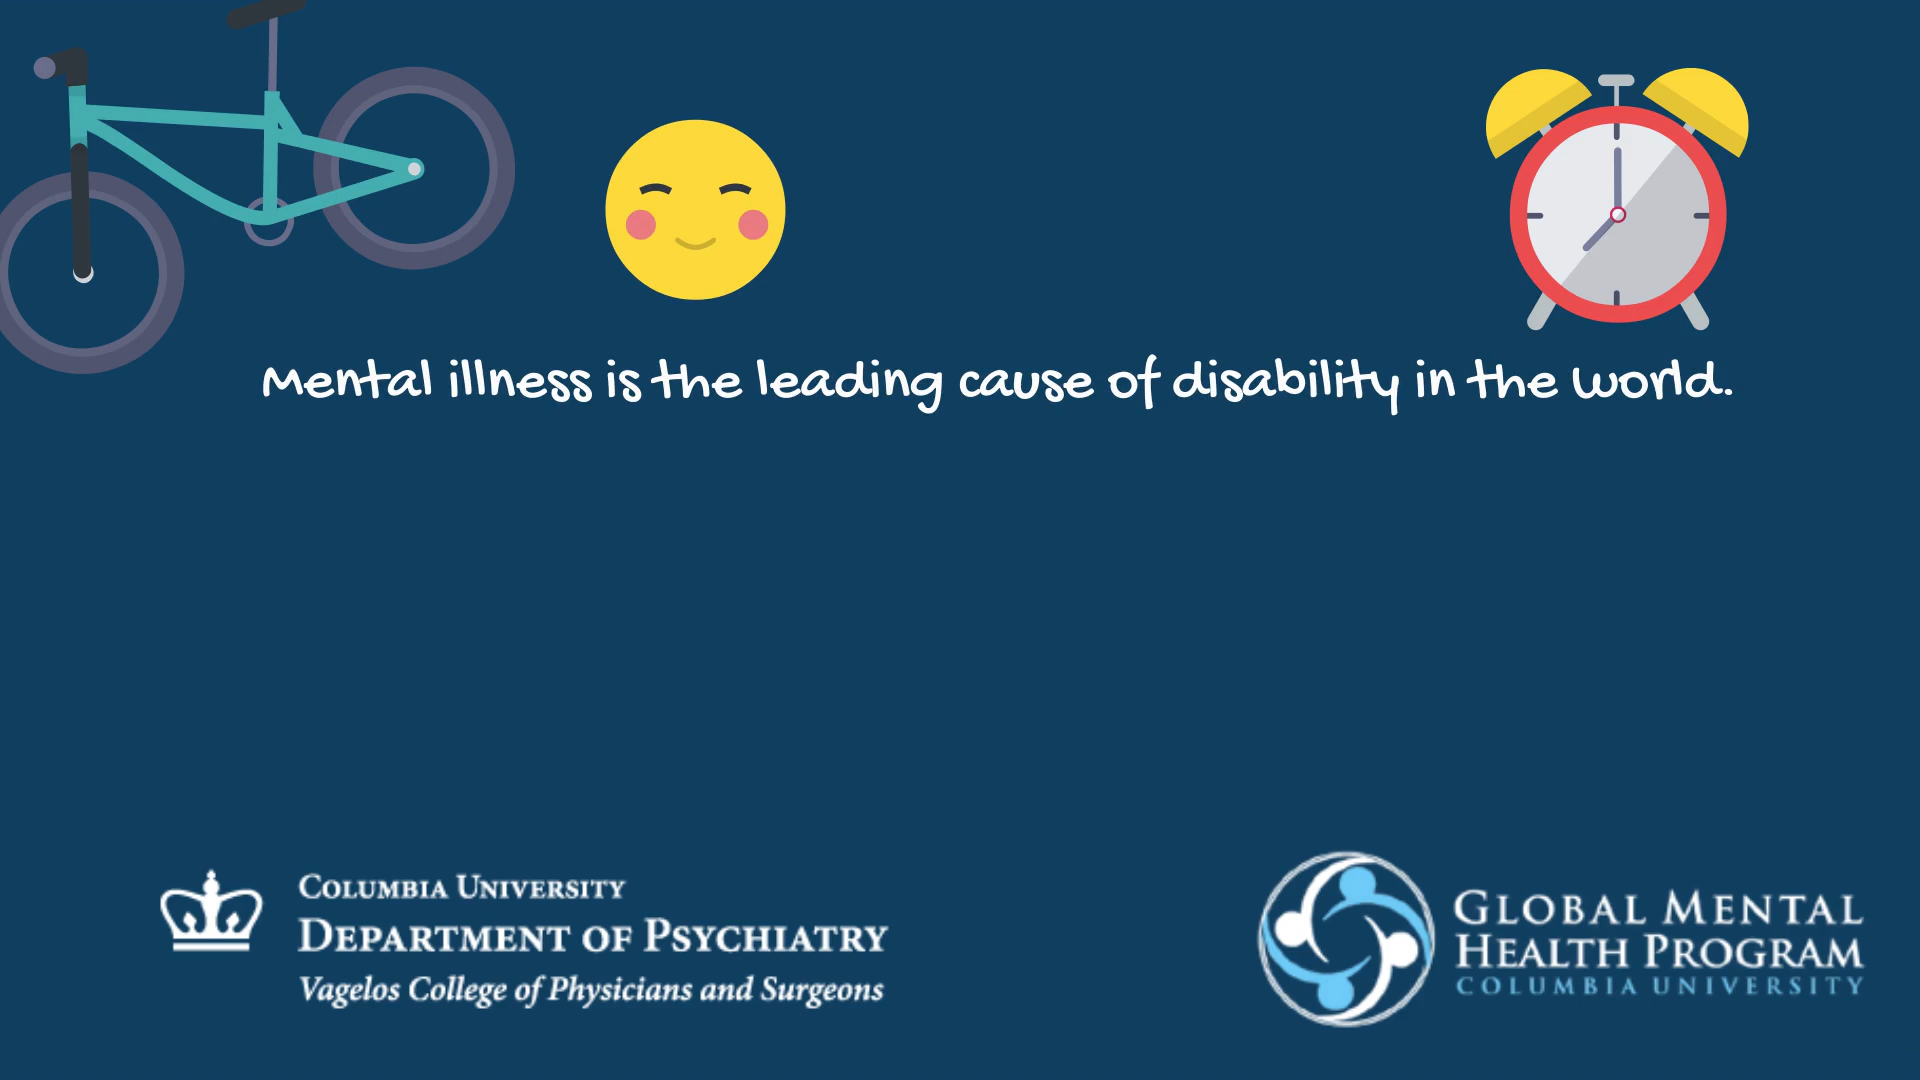 Mental illness is the leading cause of disability in the world.
COLUMBIA UNIVERSITY
DEPARTMENT OF PSYCHIATRY
Vagelos College of Physicians and Surgeons
GLOBAL MENTAL
HEALTH PROGRAM
COLUMBIA UNIVERSITY